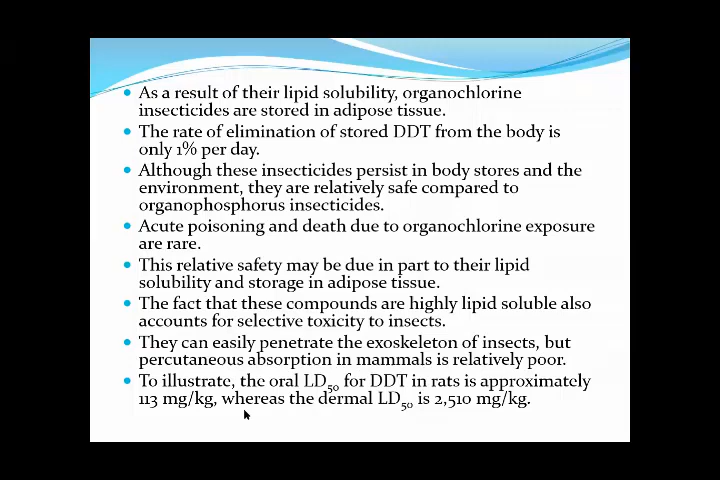 As a result of their lipid solubility, organochlorine
insecticides are stored in adipose tissue.
The rate of elimination of stored DDT from the body is
only 1% per day.
Although these insecticides persist in body stores and the
environment, they are relatively safe compared to
organophosphorus insecticides.
Acute poisoning and death due to organochlorine exposure
are rare.
This relative safety may be due in part to their lipid
solubility and storage in adipose tissue.
The fact that these compounds are highly lipid soluble also
accounts for selective toxicity to insects.
They can easily penetrate the exoskeleton of insects, but
percutaneous absorption in mammals is relatively poor.
To illustrate, the oral LD50 for DDT in rats is approximately
113 mg/kg, whereas the dermal LD50 is 2,510 mg/kg.